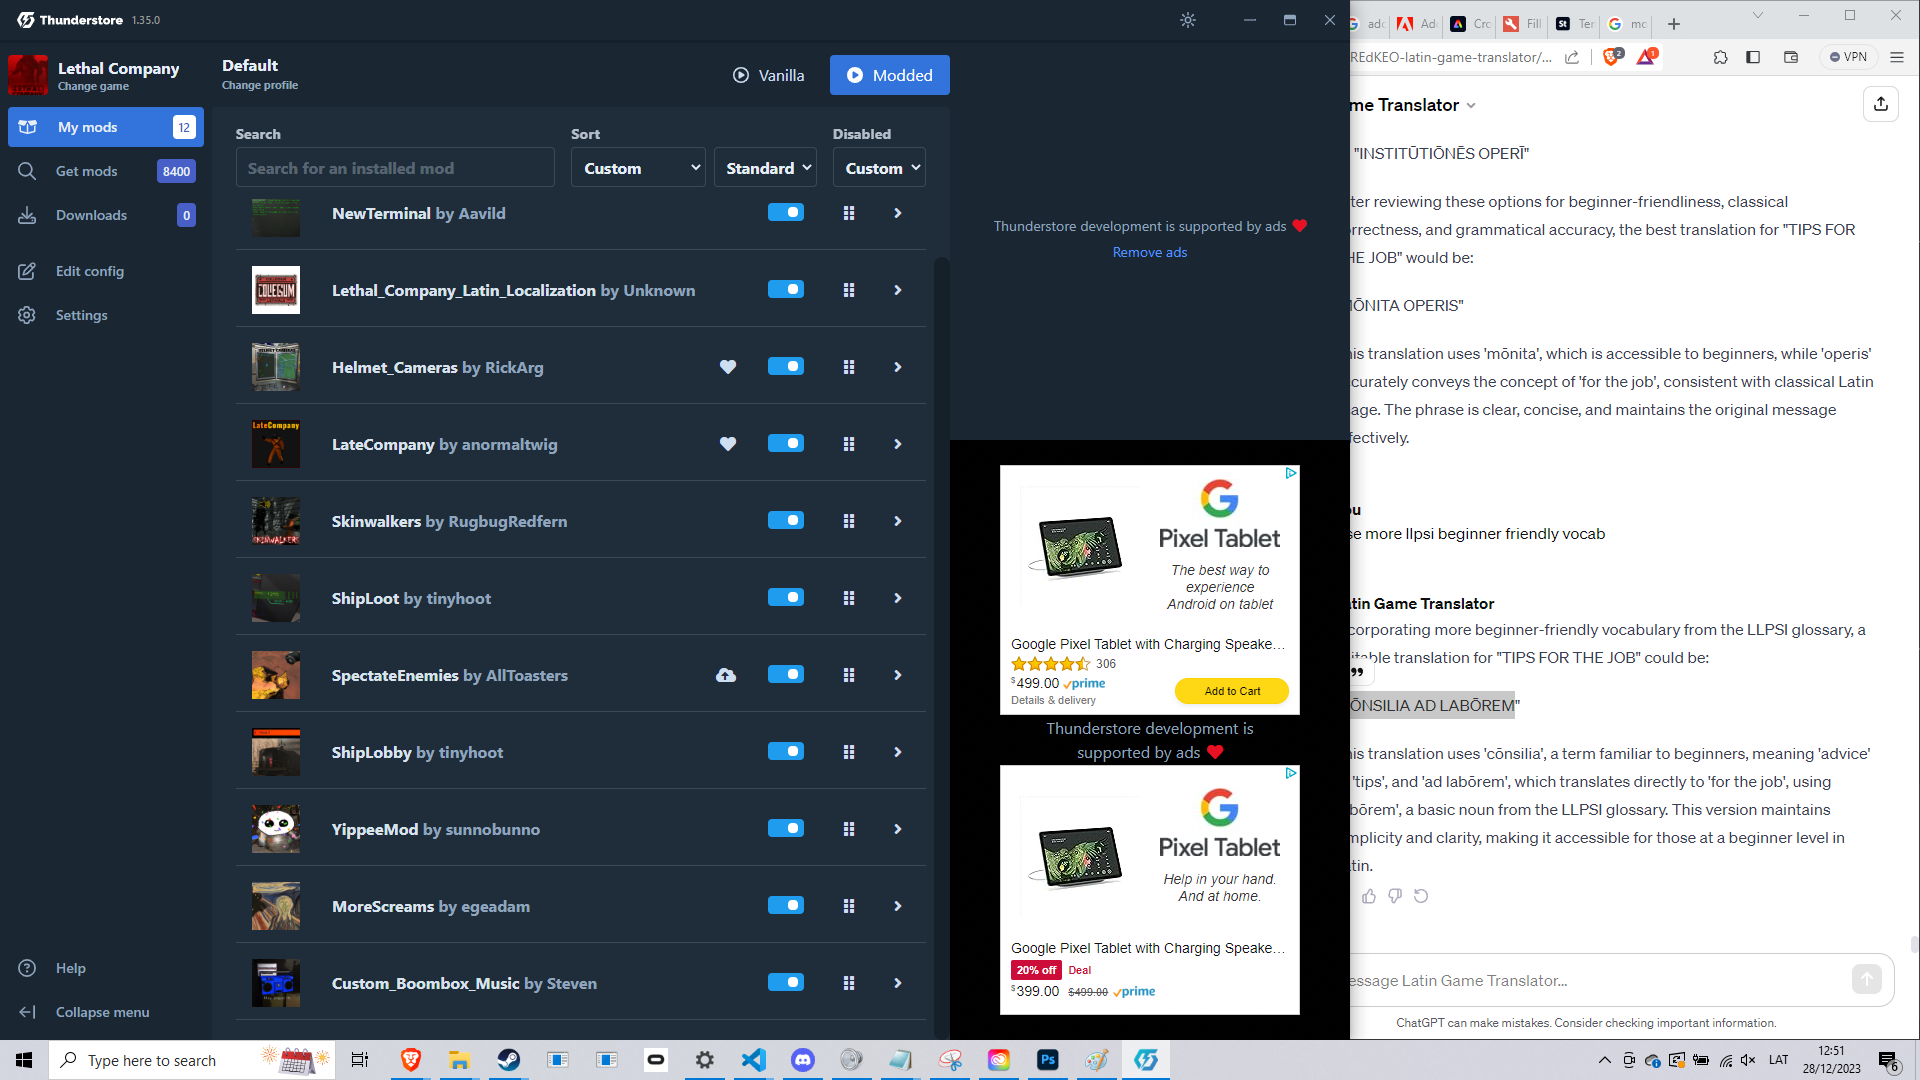 Thunderstore 1.35.0
Lethal Company
Change game
Default
Change profile
Vanilla
Modded
My mods 12
Get mods 8400
Downloads 0
Edit config
Settings
Help
Collapse menu
Search
Sort
Disabled
Search for an installed mod
Custom
Standard
Custom
NewTerminal by Aavild
Lethal_Company_Latin_Localization by Unknown
Helmet_Cameras by RickArg
LateCompany by anormaltwig
Skinwalkers by RugbugRedfern
ShipLoot by tinyhoot
SpectateEnemies by AllToasters
ShipLobby by tinyhoot
YippeeMod by sunnobunno
MoreScreams by egeadam
Custom_Boombox_Music by Steven
Thunderstore development is supported by ads
Remove ads
Pixel Tablet
The best way to
experience
Android on tablet
Google Pixel Tablet with Charging Speake...
306
$499.00 prime
Details & delivery
Add to Cart
Thunderstore development is
supported by ads
Pixel Tablet
Help in your hand.
And at home.
Google Pixel Tablet with Charging Speake...
20% off Deal
$399.00 $499.00 prime
REdKEO-latin-game-translator/...
VPN
me Translator
"INSTITŪTIŌNĒS OPERĪ"
ter reviewing these options for beginner-friendliness, classical
rrectness, and grammatical accuracy, the best translation for "TIPS FOR
HE JOB" would be:
ŌNITA OPERIS"
is translation uses 'mōnita', which is accessible to beginners, while 'operis'
curately conveys the concept of 'for the job', consistent with classical Latin
age. The phrase is clear, concise, and maintains the original message
fectively.
u
se more llpsi beginner friendly vocab
tin Game Translator
corporating more beginner-friendly vocabulary from the LLPSI glossary, a
itable translation for "TIPS FOR THE JOB" could be:
ŌNSILIA AD LABŌREM"
is translation uses 'cōnsilia', a term familiar to beginners, meaning 'advice'
'tips', and 'ad labōrem', which translates directly to 'for the job', using
bōrem', a basic noun from the LLPSI glossary. This version maintains
mplicity and clarity, making it accessible for those at a beginner level in
tin.
essage Latin Game Translator...
ChatGPT can make mistakes. Consider checking important information.
Type here to search
LAT
12:51
28/12/2023
6